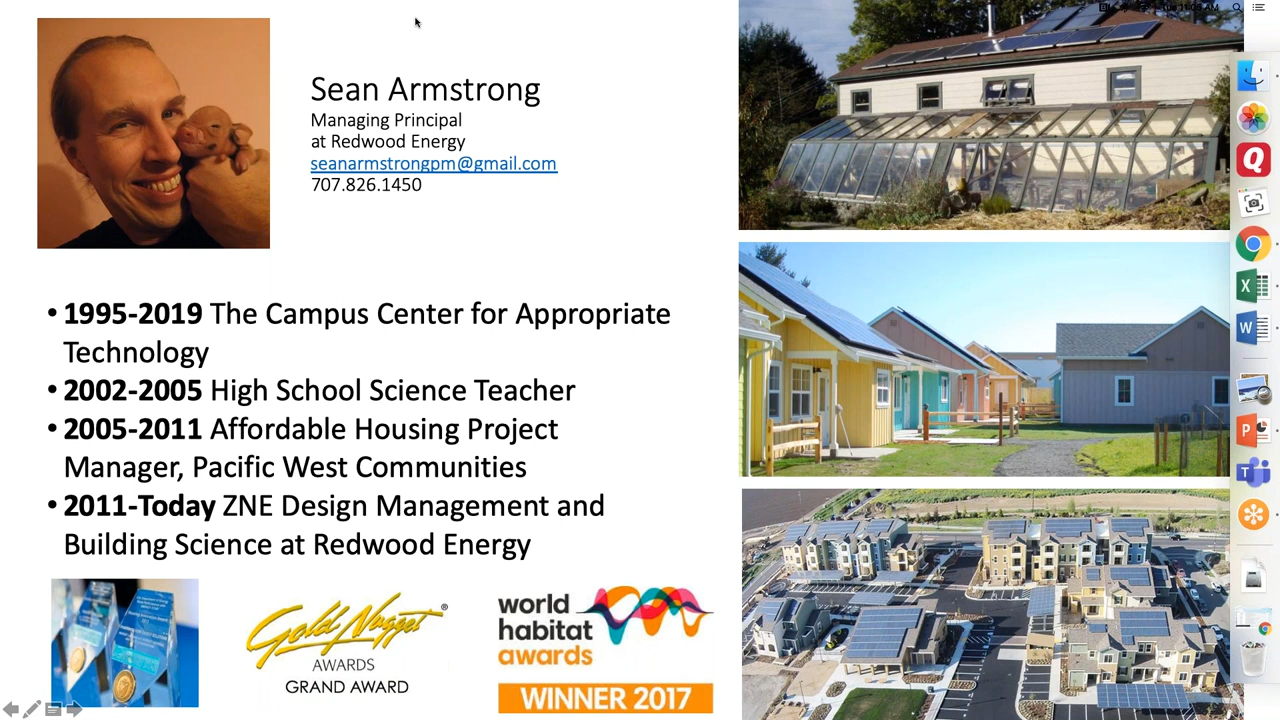 Sean Armstrong
Managing Principal
at Redwood Energy
seanarmstrongpm@gmail.com
707.826.1450
• 1995-2019 The Campus Center for Appropriate
Technology
• 2002-2005 High School Science Teacher
• 2005-2011 Affordable Housing Project
Manager, Pacific West Communities
• 2011-Today ZNE Design Management and
Building Science at Redwood Energy
Gold Nugget®
AWARDS
GRAND AWARD
world
habitat
awards
WINNER 2017